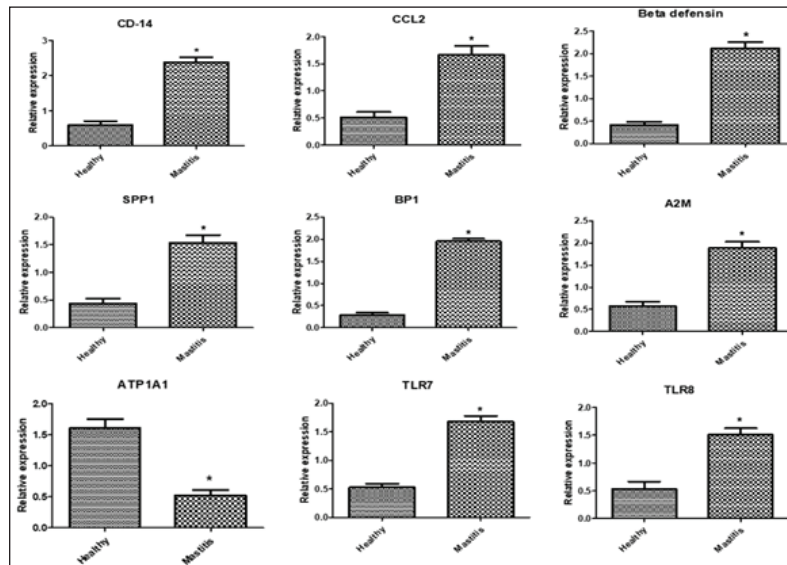 CD-14
CCL2
Beta defensin
Relative expression
3
2
1
0
Healthy
Mastitis
*
Relative expression
2.0
1.5
1.0
0.5
0.0
Healthy
Mastitis
*
Relative expression
2.5
2.0
1.5
1.0
0.5
0.0
Healthy
Mastitis
*
SPP1
BP1
A2M
Relative expression
2.0
1.5
1.0
0.5
0.0
Healthy
Mastitis
*
Relative expression
2.5
2.0
1.5
1.0
0.5
0.0
Healthy
Mastitis
*
Relative expression
2.5
2.0
1.5
1.0
0.5
0.0
Healthy
Mastitis
*
ATP1A1
TLR7
TLR8
Relative expression
2.0
1.5
1.0
0.5
0.0
Healthy
Mastitis
*
Relative expression
2.0
1.5
1.0
0.5
0.0
Healthy
Mastitis
*
Relative expression
2.0
1.5
1.0
0.5
0.0
Healthy
Mastitis
*